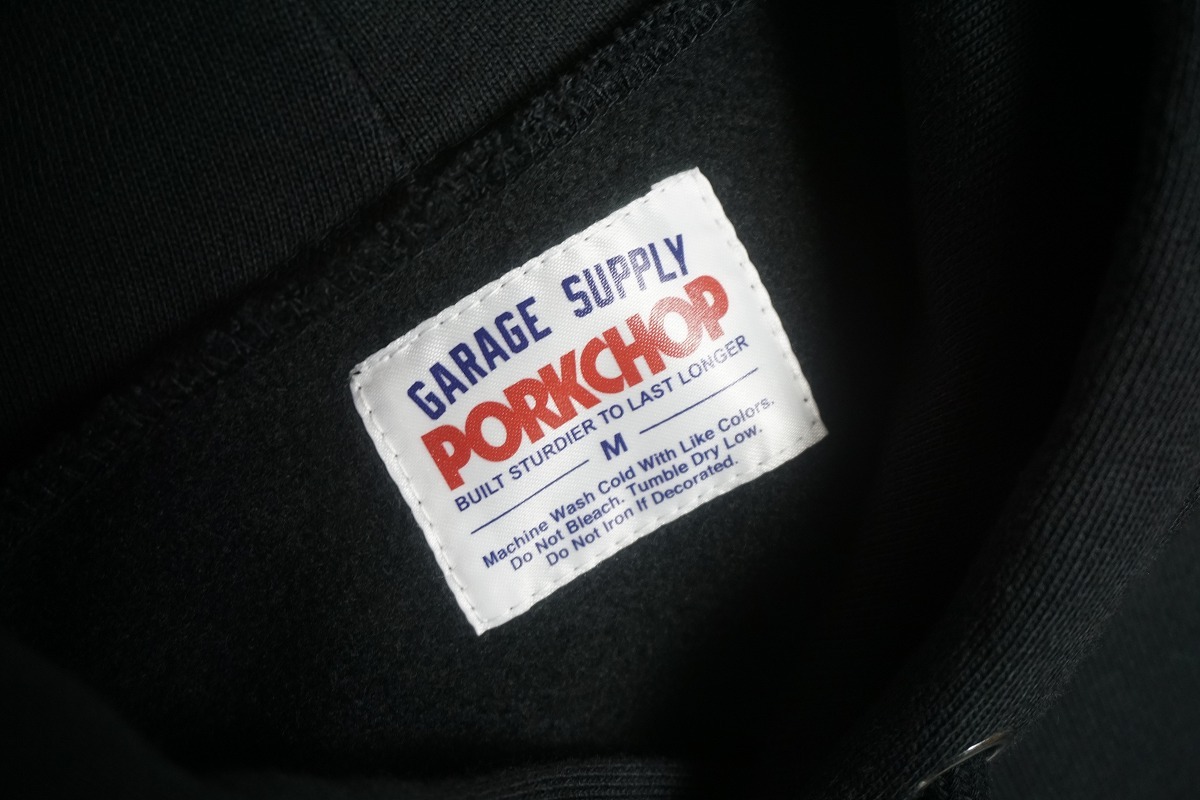 GARAGE SUPPLY
PORKCHOP
BUILT STURDIER TO LAST LONGER
M
Machine Wash Cold With Like Colors.
Do Not Bleach. Tumble Dry Low.
Do Not Iron If Decorated.